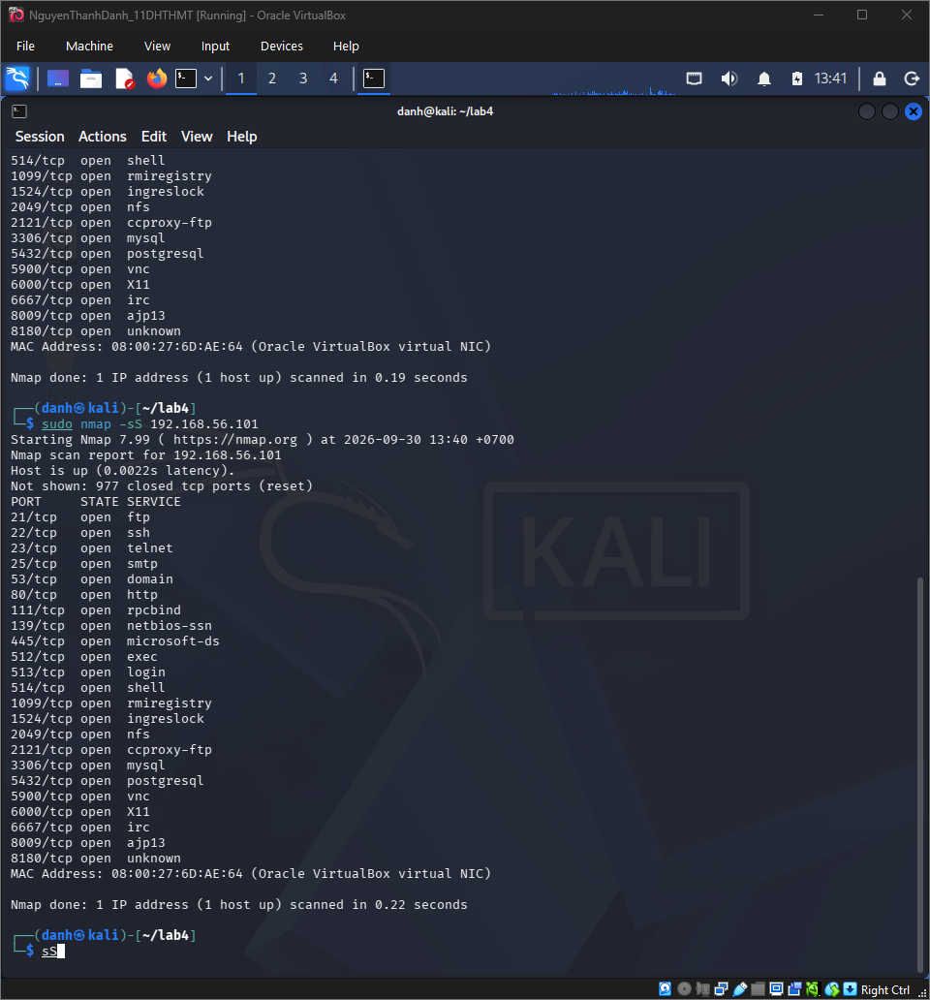 NguyenThanhDanh_11DHTHMT [Running] - Oracle VirtualBox
File Machine View Input Devices Help
1 2 3 4 13:41
danh@kali: ~/lab4
Session Actions Edit View Help
514/tcp open shell
1099/tcp open rmiregistry
1524/tcp open ingreslock
2049/tcp open nfs
2121/tcp open ccproxy-ftp
3306/tcp open mysql
5432/tcp open postgresql
5900/tcp open vnc
6000/tcp open X11
6667/tcp open irc
8009/tcp open ajp13
8180/tcp open unknown
MAC Address: 08:00:27:6D:AE:64 (Oracle VirtualBox virtual NIC)
Nmap done: 1 IP address (1 host up) scanned in 0.19 seconds
┌──(danh㉿kali)-[~/lab4]
└─$ sudo nmap -sS 192.168.56.101
Starting Nmap 7.99 ( https://nmap.org ) at 2026-09-30 13:40 +0700
Nmap scan report for 192.168.56.101
Host is up (0.0022s latency).
Not shown: 977 closed tcp ports (reset)
PORT STATE SERVICE
21/tcp open ftp
22/tcp open ssh
23/tcp open telnet
25/tcp open smtp
53/tcp open domain
80/tcp open http
111/tcp open rpcbind
139/tcp open netbios-ssn
445/tcp open microsoft-ds
512/tcp open exec
513/tcp open login
514/tcp open shell
1099/tcp open rmiregistry
1524/tcp open ingreslock
2049/tcp open nfs
2121/tcp open ccproxy-ftp
3306/tcp open mysql
5432/tcp open postgresql
5900/tcp open vnc
6000/tcp open X11
6667/tcp open irc
8009/tcp open ajp13
8180/tcp open unknown
MAC Address: 08:00:27:6D:AE:64 (Oracle VirtualBox virtual NIC)
Nmap done: 1 IP address (1 host up) scanned in 0.22 seconds
┌──(danh㉿kali)-[~/lab4]
└─$ sS
KALI
Right Ctrl